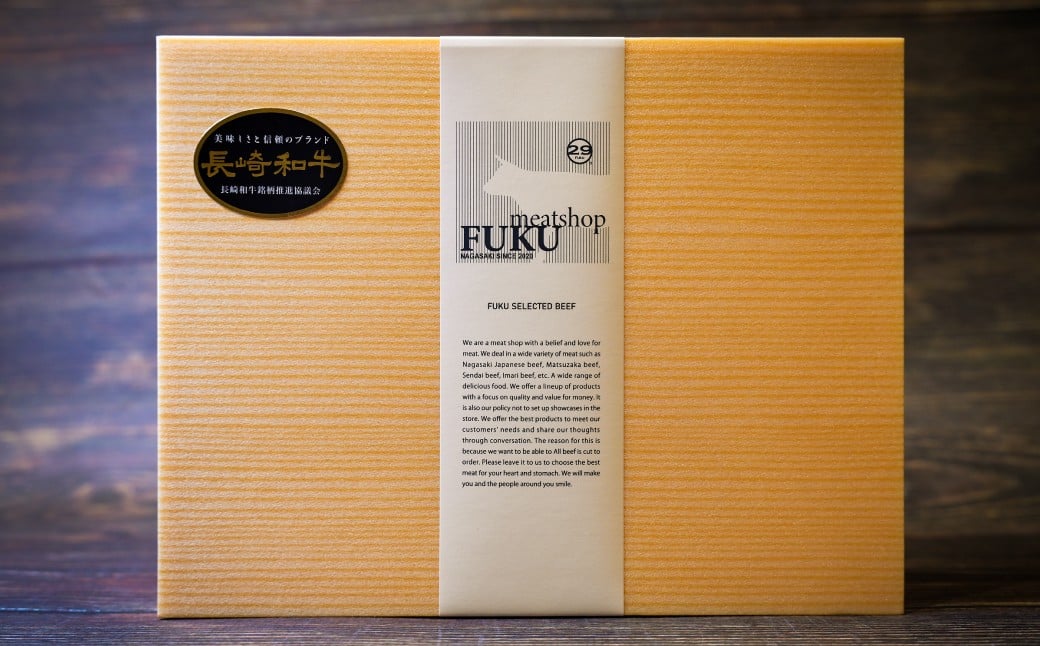 美味しさと信頼のブランド
長崎和牛
長崎和牛銘柄推進協議会
29
FUKU
meatshop
FUKU
NAGASAKI SINCE 2020
FUKU SELECTED BEEF
We are a meat shop with a belief and love for
meat. We deal in a wide variety of meat such as
Nagasaki Japanese beef, Matsuzaka beef,
Sendai beef, Imari beef, etc. A wide range of
delicious food. We offer a lineup of products
with a focus on quality and value for money. It
is also our policy not to set up showcases in the
store. We offer the best products to meet our
customers' needs and share our thoughts
through conversation. The reason for this is
because we want to be able to All beef is cut to
order. Please leave it to us to choose the best
meat for your heart and stomach. We will make
you and the people around you smile.